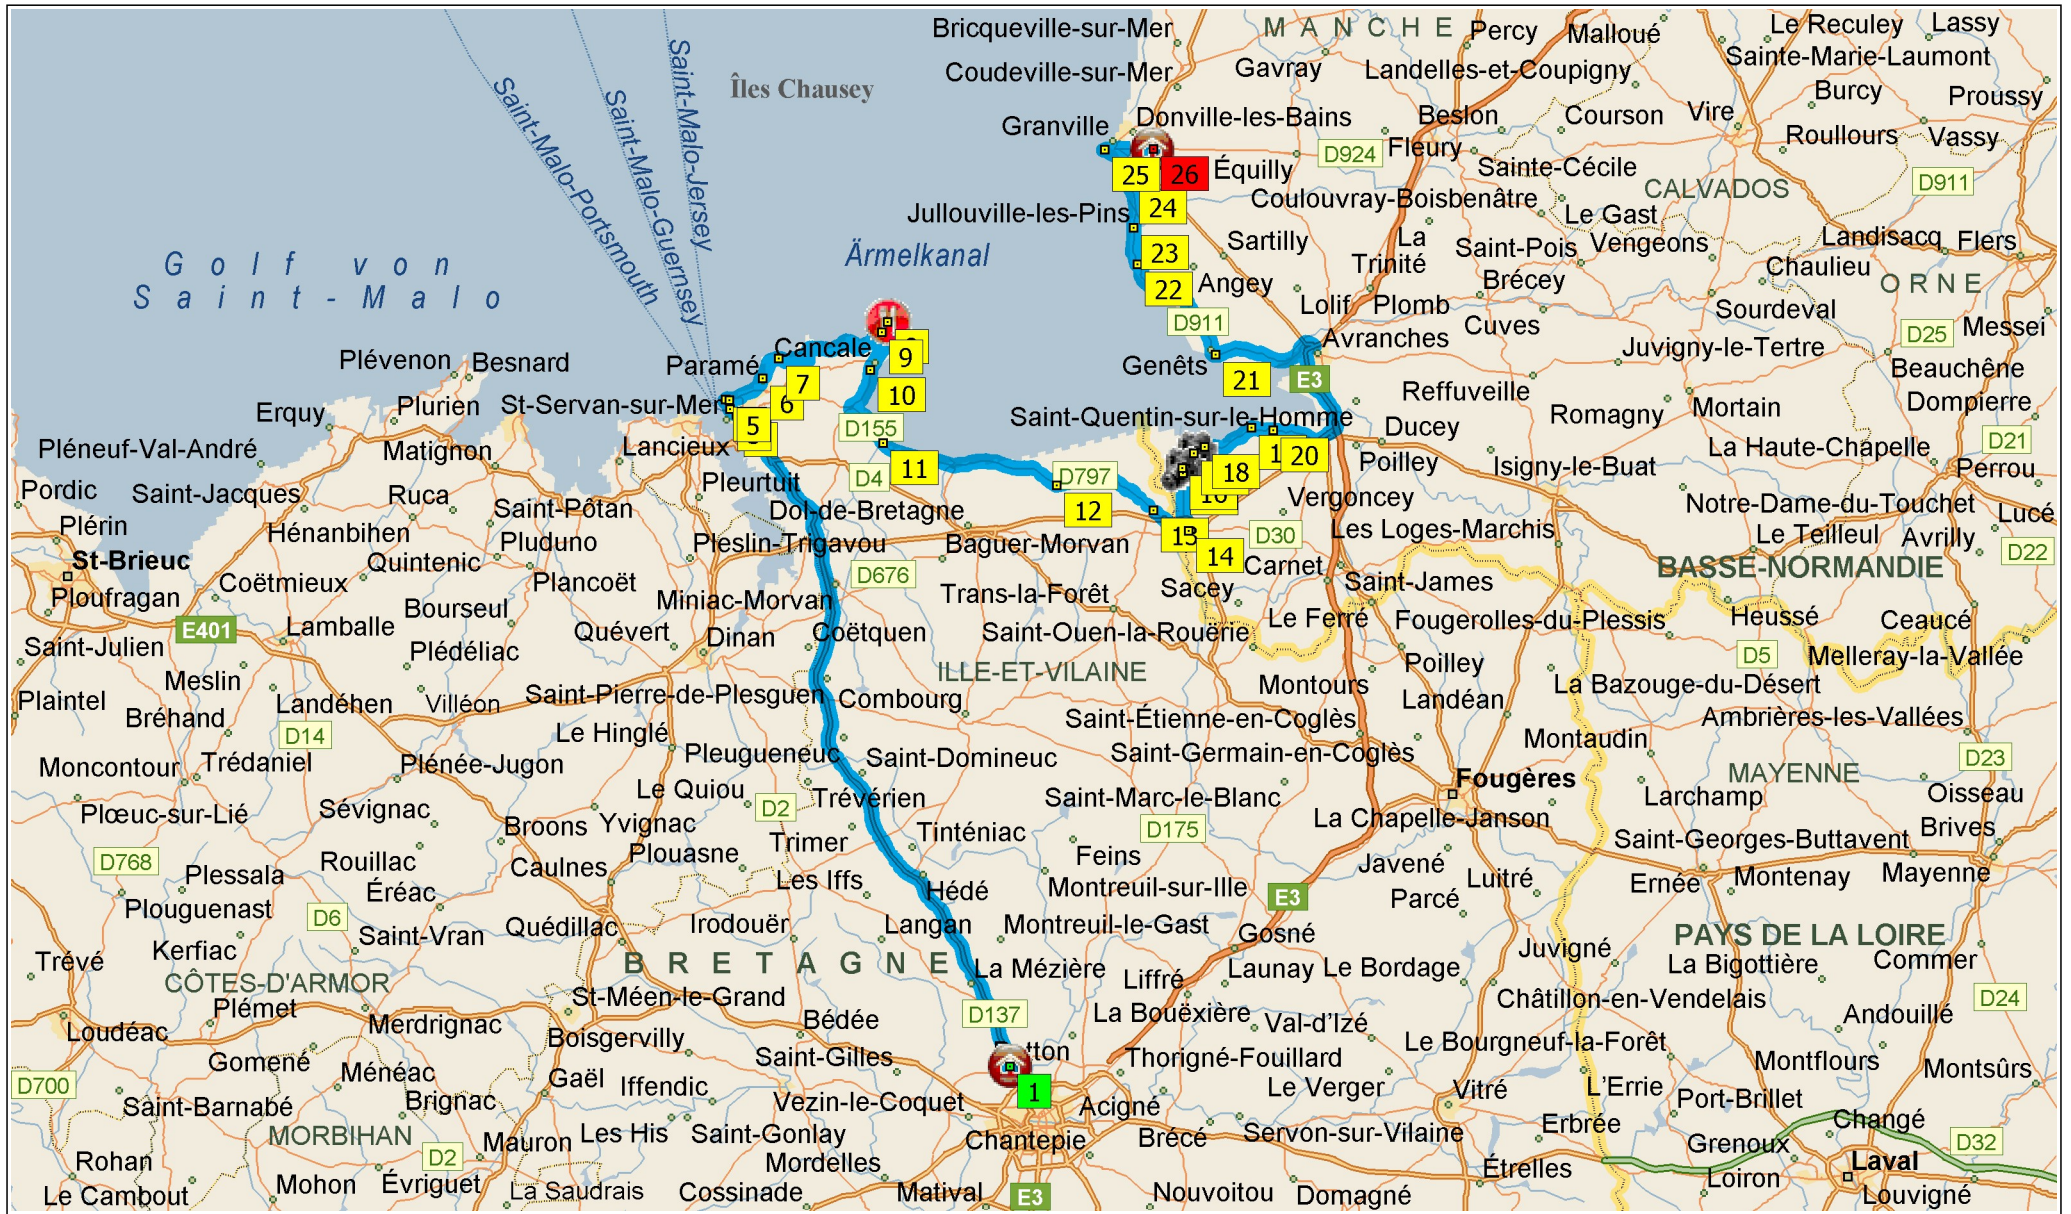 Bricqueville-sur-Mer
MANCHE
Percy
Malloué
Le Reculey
Lassy
Sainte-Marie-Laumont
Coudeville-sur-Mer
Gavray
Landelles-et-Coupigny
Îles Chausey
Burcy
Proussy
Saint-Malo-Portsmouth
Saint-Malo-Guernsey
Saint-Malo-Jersey
Granville
Donville-les-Bains
Beslon
Courson
Vire
Roullours
Vassy
D924
Fleury
25
26
Équilly
Sainte-Cécile
CALVADOS
D911
Coulouvray-Boisbenâtre
Le Gast
Jullouville-les-Pins
24
Sartilly
La
Trinité
Saint-Pois
Vengeons
Landisacq
Flers
Golf von
Saint-Malo
Ärmelkanal
23
22
Angey
Brécey
Chaulieu
ORNE
Lolif
Plomb
Sourdeval
D911
Cuves
D25
Messei
Avranches
Juvigny-le-Tertre
Plévenon
Besnard
Paramé
Cancale
9
Genêts
21
E3
Beauchêne
7
10
Reffuveille
Romagny
Mortain
Dompierre
Erquy
Plurien
St-Servan-sur-Mer
6
5
D155
Saint-Quentin-sur-le-Homme
Ducey
D21
Pléneuf-Val-André
Matignon
Lancieux
La Haute-Chapelle
11
D4
D797
18
20
Poilley
Isigny-le-Buat
Perrou
Pordic
Saint-Jacques
Ruca
Pleurtuit
12
16
Vergoncey
Notre-Dame-du-Touchet
Lucé
Plérin
Hénanbihen
Saint-Pôtan
Dol-de-Bretagne
13
D30
Les Loges-Marchis
Le Teilleul
Avrilly
Pleslin-Trigavou
Baguer-Morvan
14
D22
St-Brieuc
Quintenic
Pluduno
Carnet
BASSE-NORMANDIE
Ploufragan
Coëtmieux
Plancoët
D676
Saint-James
Miniac-Morvan
Trans-la-Forêt
Sacey
Bourseul
E401
Lamballe
Quévert
Dinan
Coëtquen
Saint-Ouen-la-Rouërie
Le Ferré
Fougerolles-du-Plessis
Heussé
Ceaucé
Saint-Julien
Plédéliac
D5
Melleray-la-Vallée
Meslin
ILLE-ET-VILAINE
Poilley
Plaintel
Landéhen
Villéon
Saint-Pierre-de-Plesguen
Combourg
Montours
Landéan
La Bazouge-du-Désert
Bréhand
D14
Le Hinglé
Saint-Étienne-en-Coglès
Ambrières-les-Vallées
Moncontour
Trédaniel
Plénée-Jugon
Pleugueneuc
Saint-Domineuc
Saint-Germain-en-Coglès
Montaudin
D23
Le Quiou
Fougères
MAYENNE
Plœuc-sur-Lié
Sévignac
D2
Trévérien
Saint-Marc-le-Blanc
Larchamp
Oisseau
Broons
Yvignac
Tinténiac
D175
La Chapelle-Janson
Brives
D768
Rouillac
Plouasne
Trimer
Feins
Saint-Georges-Buttavent
Plessala
Caulnes
Javené
Éréac
Les Iffs
Hédé
Montreuil-sur-Ille
E3
Luitré
Ernée
Montenay
Mayenne
Plouguenast
D6
Parcé
Quédillac
Irodouër
Langan
Montreuil-le-Gast
Gosné
Kerfiac
Saint-Vran
Juvigné
PAYS DE LA LOIRE
Trévé
BRETAGNE
La Mézière
Liffré
Launay
Le Bordage
La Bigottière
Commer
CÔTES-D'ARMOR
Plémet
St-Méen-le-Grand
D137
La Bouëxière
Châtillon-en-Vendelais
D24
Loudéac
Merdrignac
Bédée
Val-d'Izé
Andouillé
Boisgervilly
Le Bourgneuf-la-Forêt
Gomené
Saint-Gilles
tton
Thorigné-Fouillard
Montflours
Montsûrs
D700
Ménéac
Gaël
Iffendic
1
Le Verger
Vitré
L'Errie
Port-Brillet
Saint-Barnabé
Brignac
Vezin-le-Coquet
Acigné
Erbrée
Changé
MORBIHAN
Mauron
Les His
Saint-Gonlay
Chantepie
Brécé
Servon-sur-Vilaine
Grenoux
D32
Rohan
D2
Mordelles
Étrelles
Laval
Le Cambout
Mohon
Évriguet
La Saudrais
Cossinade
Matival
E3
Nouvoitou
Domagné
Loiron
Louvigné